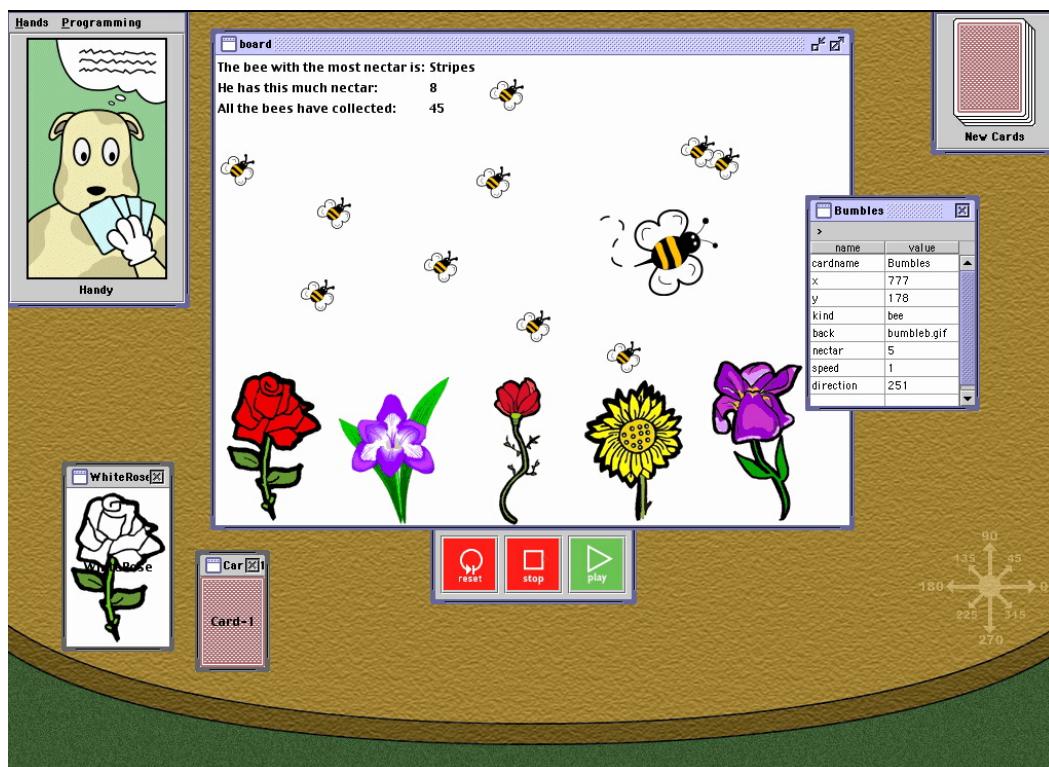 Hands Programming
Handy
board
The bee with the most nectar is: Stripes
He has this much nectar: 8
All the bees have collected: 45
New Cards
Bumbles
>
name value
cardname Bumbles
x 777
y 178
kind bee
back bumbleb.gif
nectar 5
speed 1
direction 251
WhiteRose
WhiteRose
Car 1
Card-1
reset
stop
play
90
135 45
180 0
225 315
270